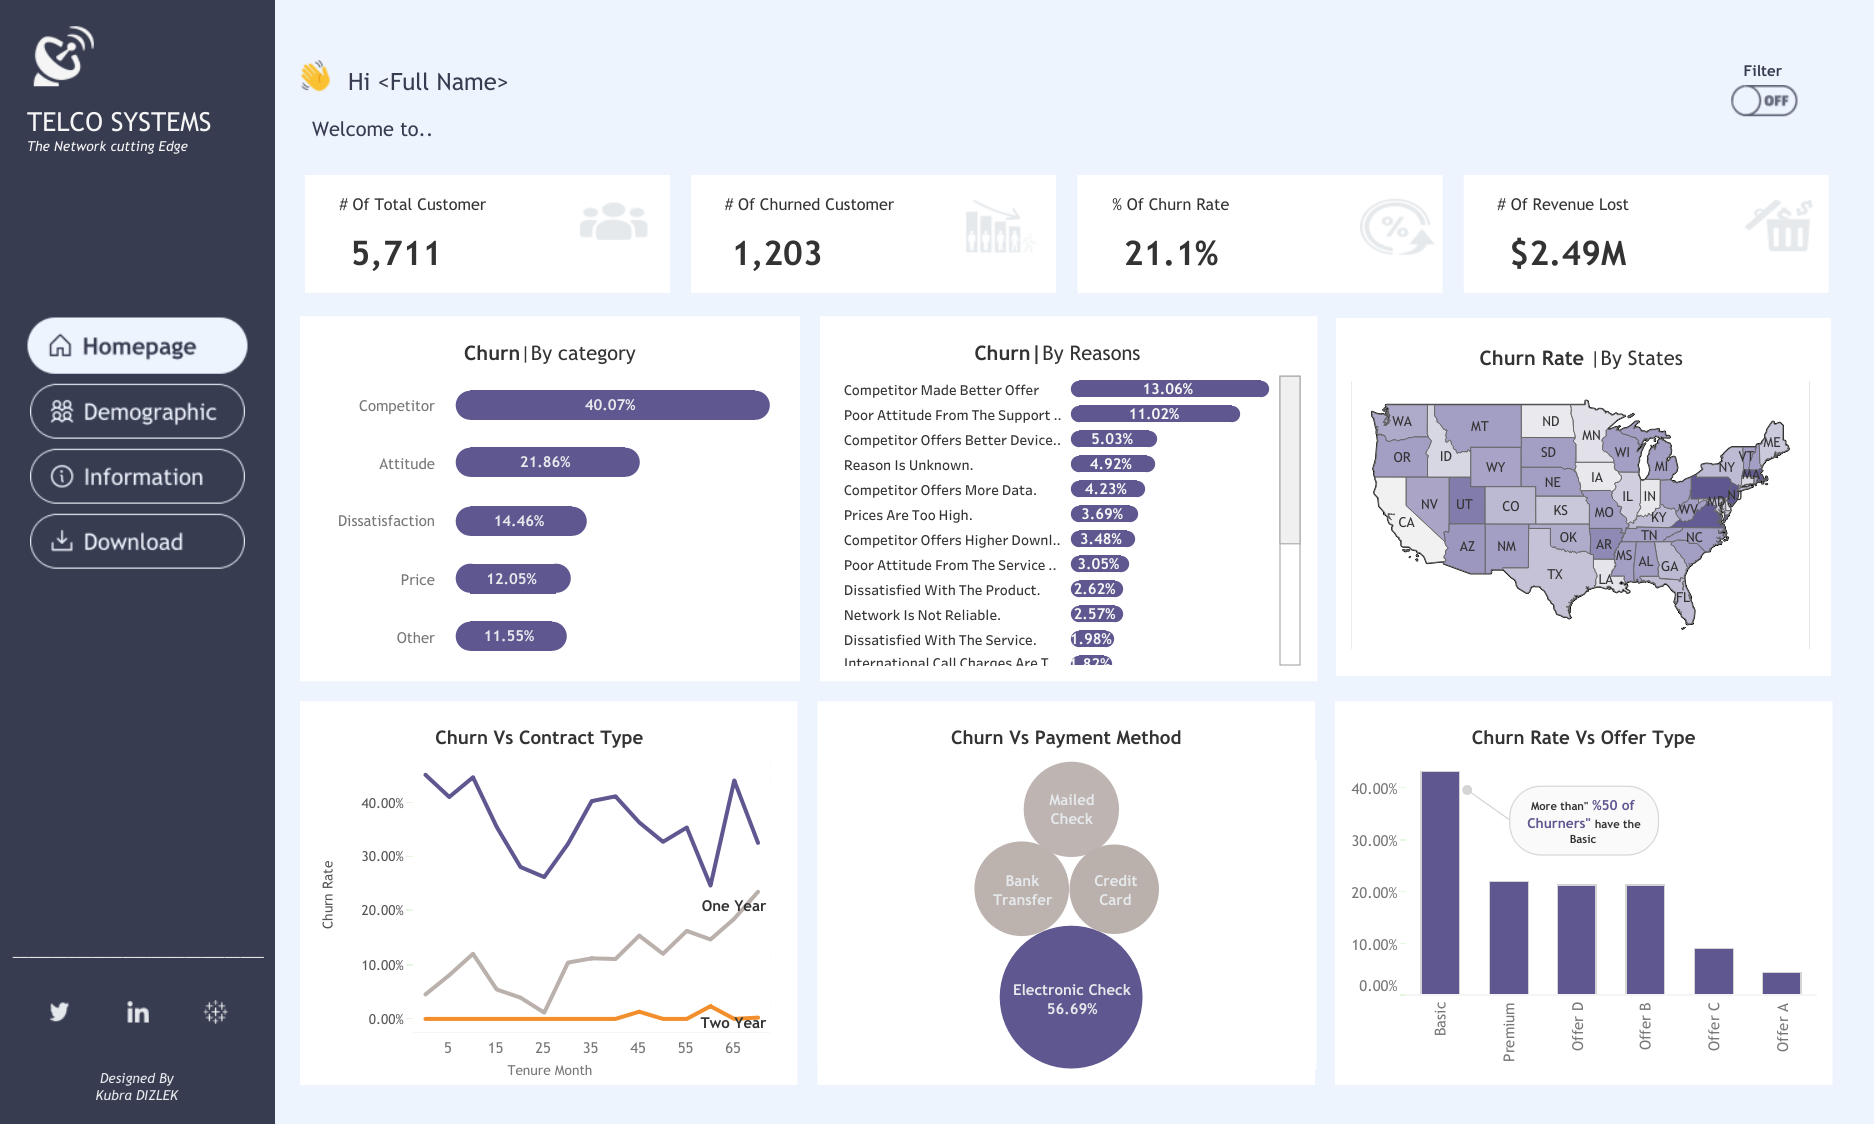 TELCO SYSTEMS
The Network cutting Edge
Homepage
Demographic
Information
Download
Designed By
Kubra DIZLEK
Hi <Full Name>
Welcome to..
Filter
OFF
# Of Total Customer
5,711
# Of Churned Customer
1,203
% Of Churn Rate
%
21.1%
# Of Revenue Lost
$2.49M
Churn|By category
Competitor 40.07%
Attitude 21.86%
Dissatisfaction 14.46%
Price 12.05%
Other 11.55%
Churn|By Reasons
Competitor Made Better Offer 13.06%
Poor Attitude From The Support .. 11.02%
Competitor Offers Better Device.. 5.03%
Reason Is Unknown. 4.92%
Competitor Offers More Data. 4.23%
Prices Are Too High. 3.69%
Competitor Offers Higher Downl.. 3.48%
Poor Attitude From The Service .. 3.05%
Dissatisfied With The Product. 2.62%
Network Is Not Reliable. 2.57%
Dissatisfied With The Service. 1.98%
International Call Charges Are T.. 1.82%
Churn Rate |By States
WA MT ND MN ME
OR ID WY SD WI MI NY VT MA
NE IA IL IN NJ
NV UT CO KS MO KY WV MD
CA AZ NM OK AR TN NC
TX LA MS AL GA
FL
Churn Vs Contract Type
Churn Rate
40.00%
30.00%
20.00%
10.00%
0.00%
One Year
Two Year
5 15 25 35 45 55 65
Tenure Month
Churn Vs Payment Method
Mailed
Check
Bank
Transfer
Credit
Card
Electronic Check
56.69%
Churn Rate Vs Offer Type
40.00%
30.00%
20.00%
10.00%
0.00%
More than" %50 of
Churners" have the
Basic
Basic
Premium
Offer D
Offer B
Offer C
Offer A